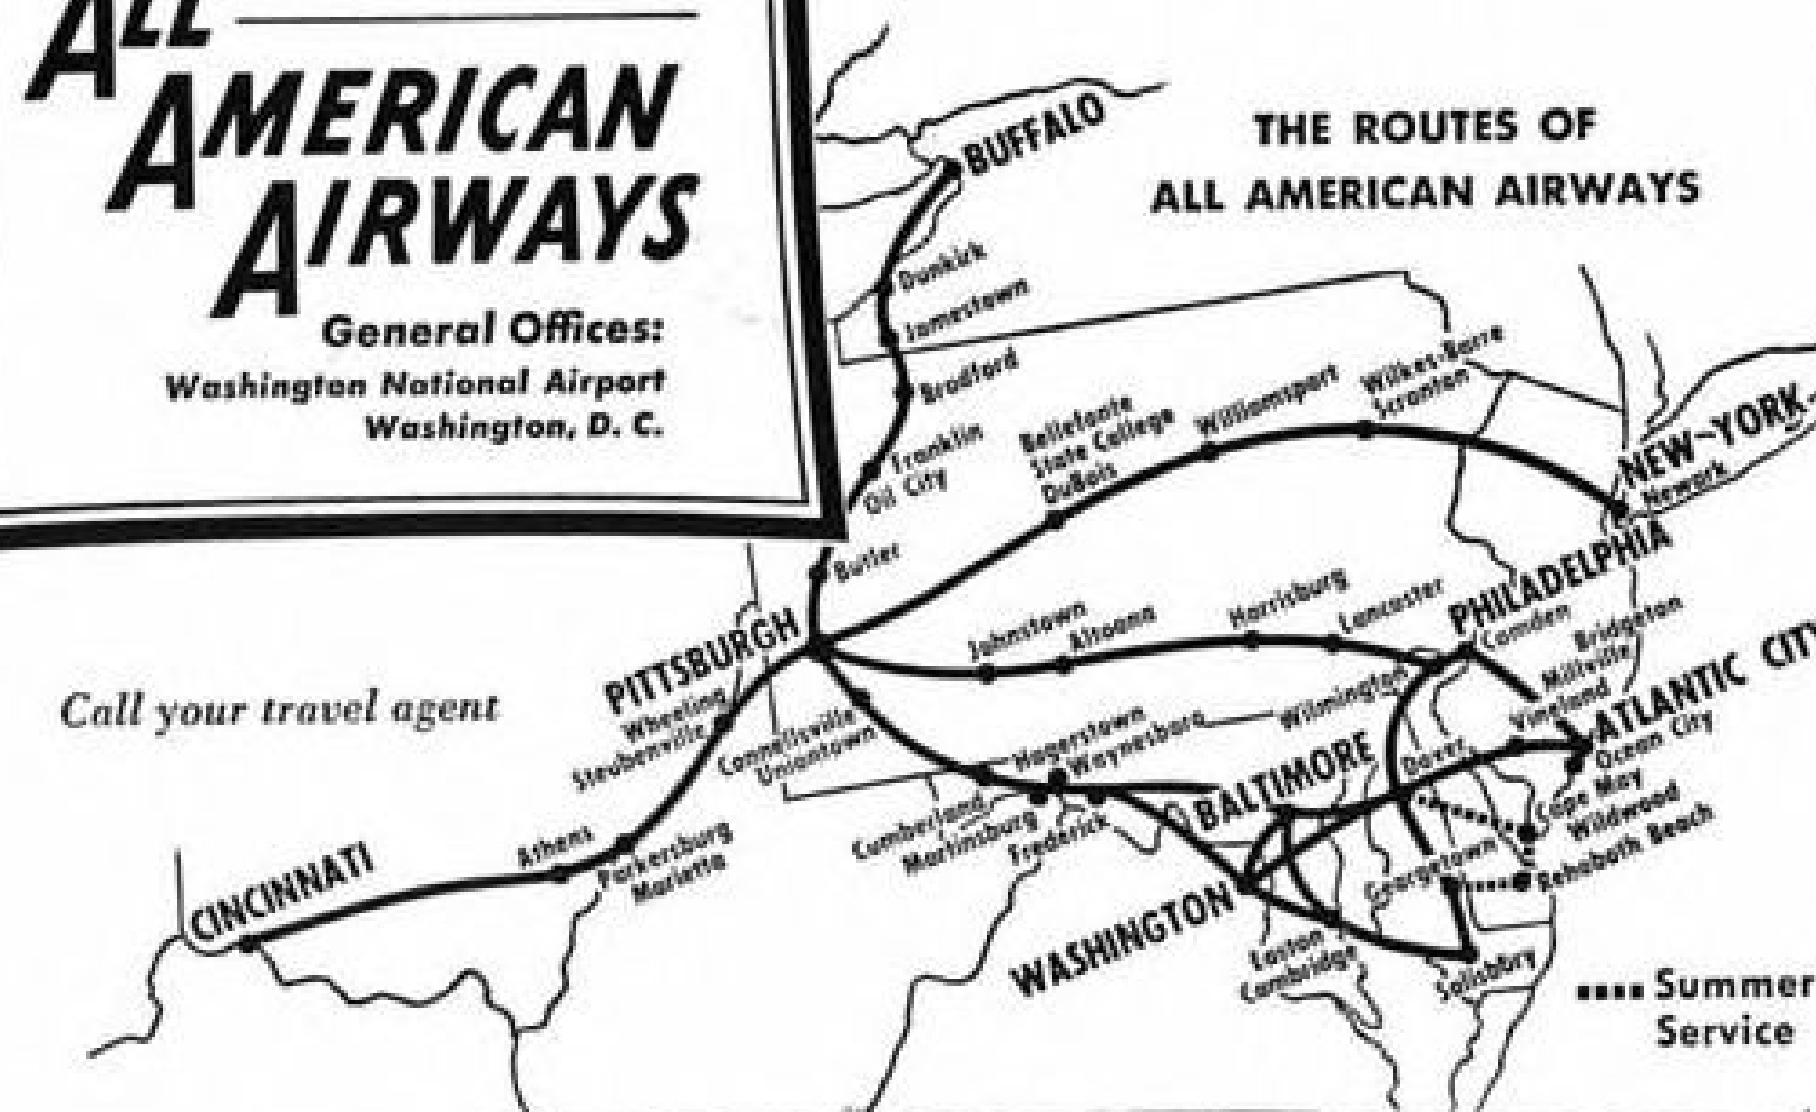 ALL
AMERICAN
AIRWAYS
General Offices:
Washington National Airport
Washington, D. C.
THE ROUTES OF
ALL AMERICAN AIRWAYS
BUFFALO
Dunkirk
Jamestown
Bradford
Franklin
Oil City
Butler
Bellefonte
State College
DuBois
Williamsport
Wilkes-Barre
Scranton
NEW-YORK-
Newark
PITTSBURGH
Johnstown
Altoona
Harrisburg
Lancaster
PHILADELPHIA
Camden
Bridgeton
Millville
Vineland
ATLANTIC CITY
Ocean City
Cape May
Wildwood
Rehoboth Beach
Call your travel agent
Wheeling
Steubenville
Connellsville
Uniontown
Hagerstown
Waynesboro
Wilmington
BALTIMORE
Dover
Cumberland
Martinsburg
Frederick
Georgetown
WASHINGTON
Easton
Cambridge
Salisbury
CINCINNATI
Athens
Parkersburg
Marietta
Summer
Service